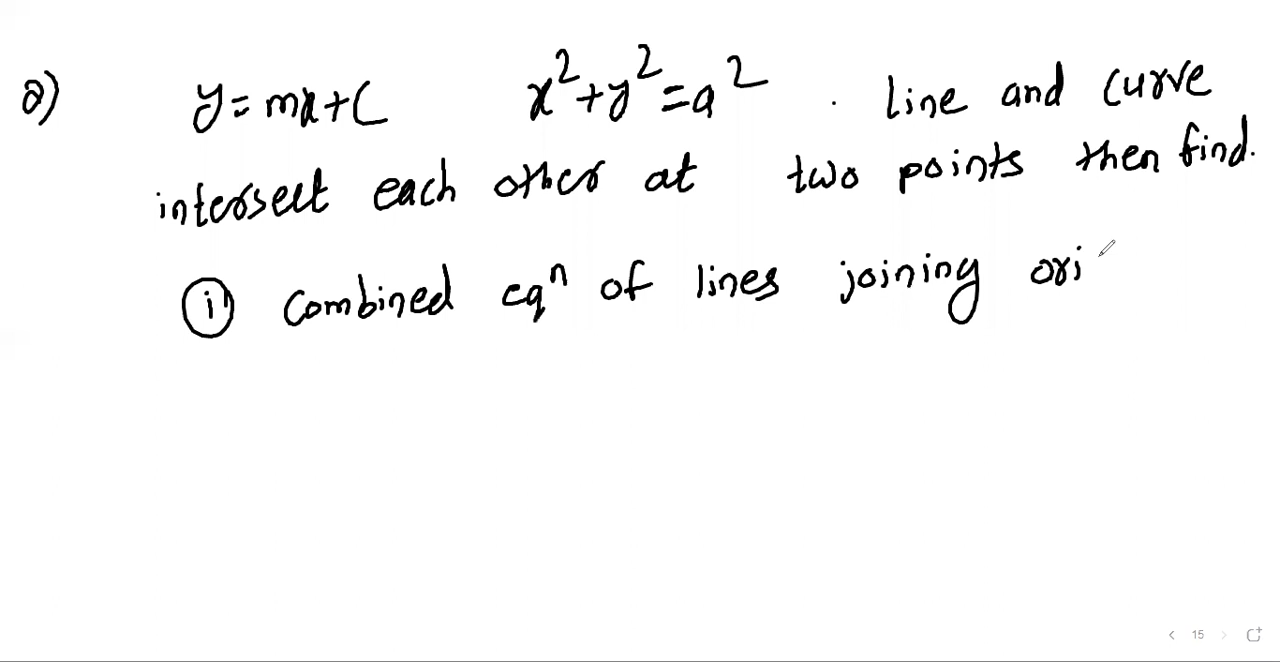 a) y = mx + C x² + y² = a² . line and curve
intersect each other at two points then find.
(i) Combined eqⁿ of lines joining ori
< 15 >